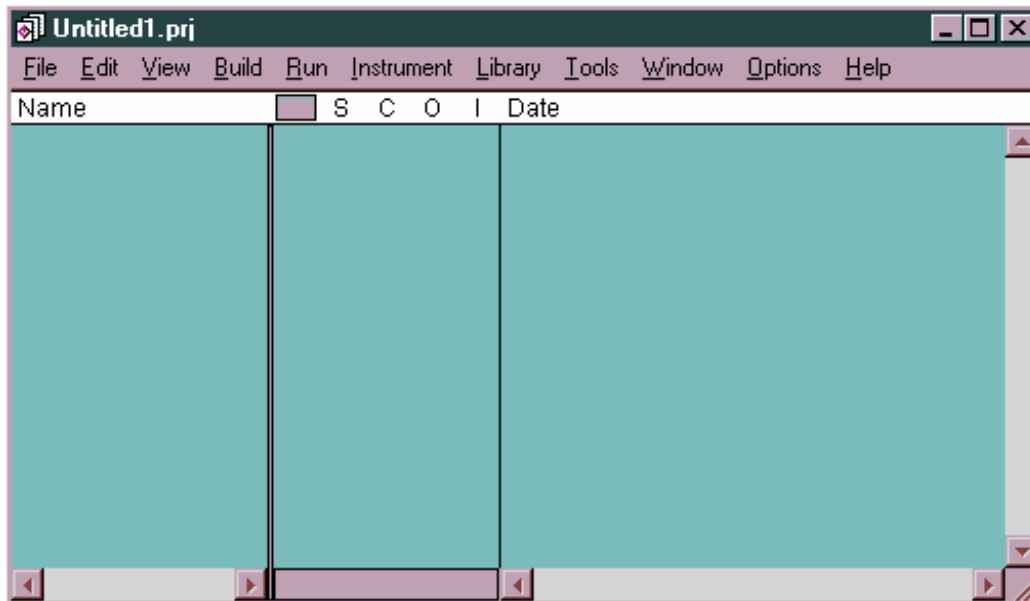 Untitled1.prj
File Edit View Build Run Instrument Library Tools Window Options Help
Name S C O I Date